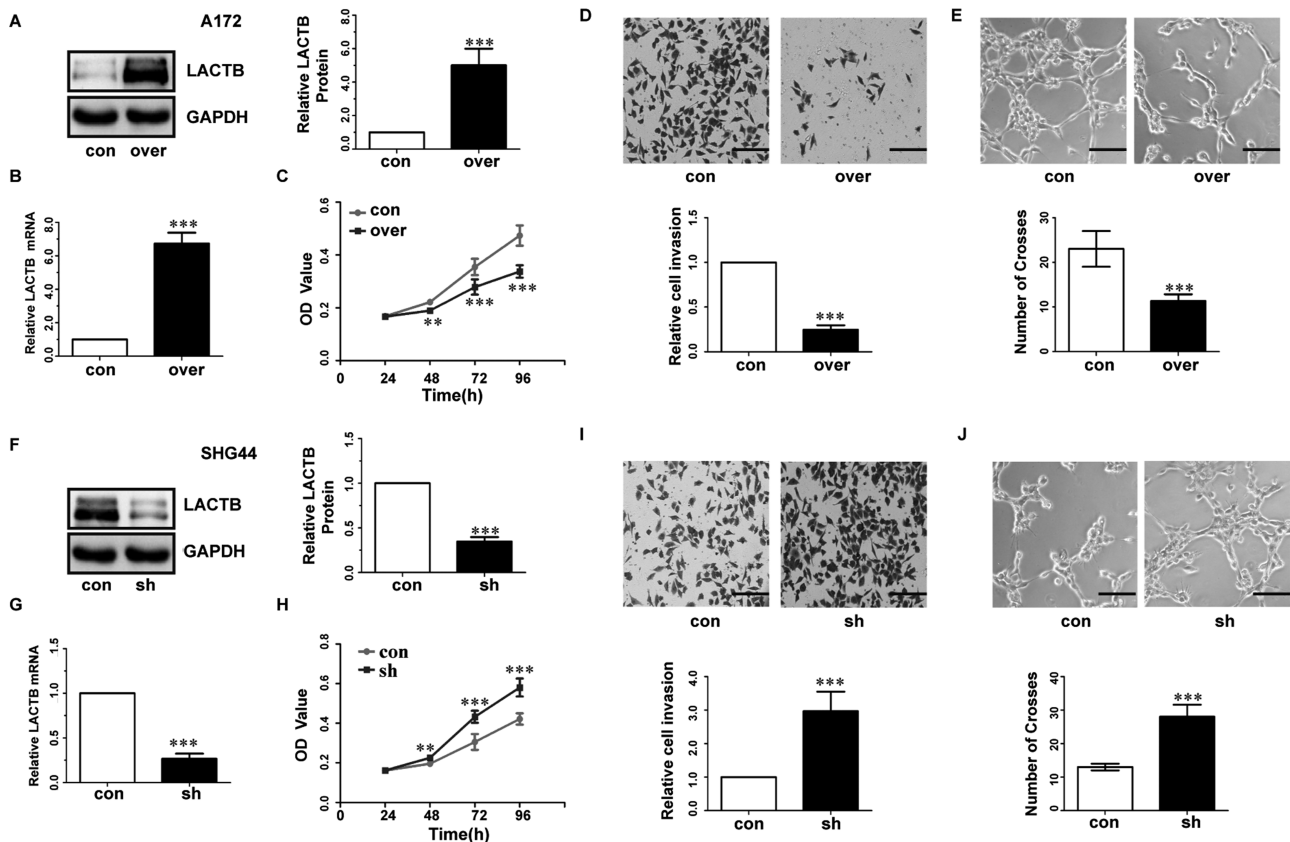 A
A172
LACTB
GAPDH
con over
Relative LACTB
Protein
1.0 2.0 4.0 6.0 8.0
***
con over
B
Relative LACTB mRNA
0.0 2.0 4.0 6.0 8.0
***
con over
C
OD Value
0.0 0.2 0.4 0.6
con
over
**
***
***
0 24 48 72 96
Time(h)
D
con over
Relative cell invasion
0.0 0.5 1.0 1.5
***
con over
E
con over
Number of Crosses
0 10 20 30
***
con over
F
SHG44
LACTB
GAPDH
con sh
Relative LACTB
Protein
0.0 0.5 1.0 1.5
***
con sh
G
Relative LACTB mRNA
0.0 0.5 1.0 1.5
***
con sh
H
OD Value
0.0 0.2 0.4 0.6 0.8
con
sh
**
***
***
0 24 48 72 96
Time(h)
I
con sh
Relative cell invasion
0.0 1.0 2.0 3.0 4.0
***
con sh
J
con sh
Number of Crosses
0 10 20 30 40
***
con sh